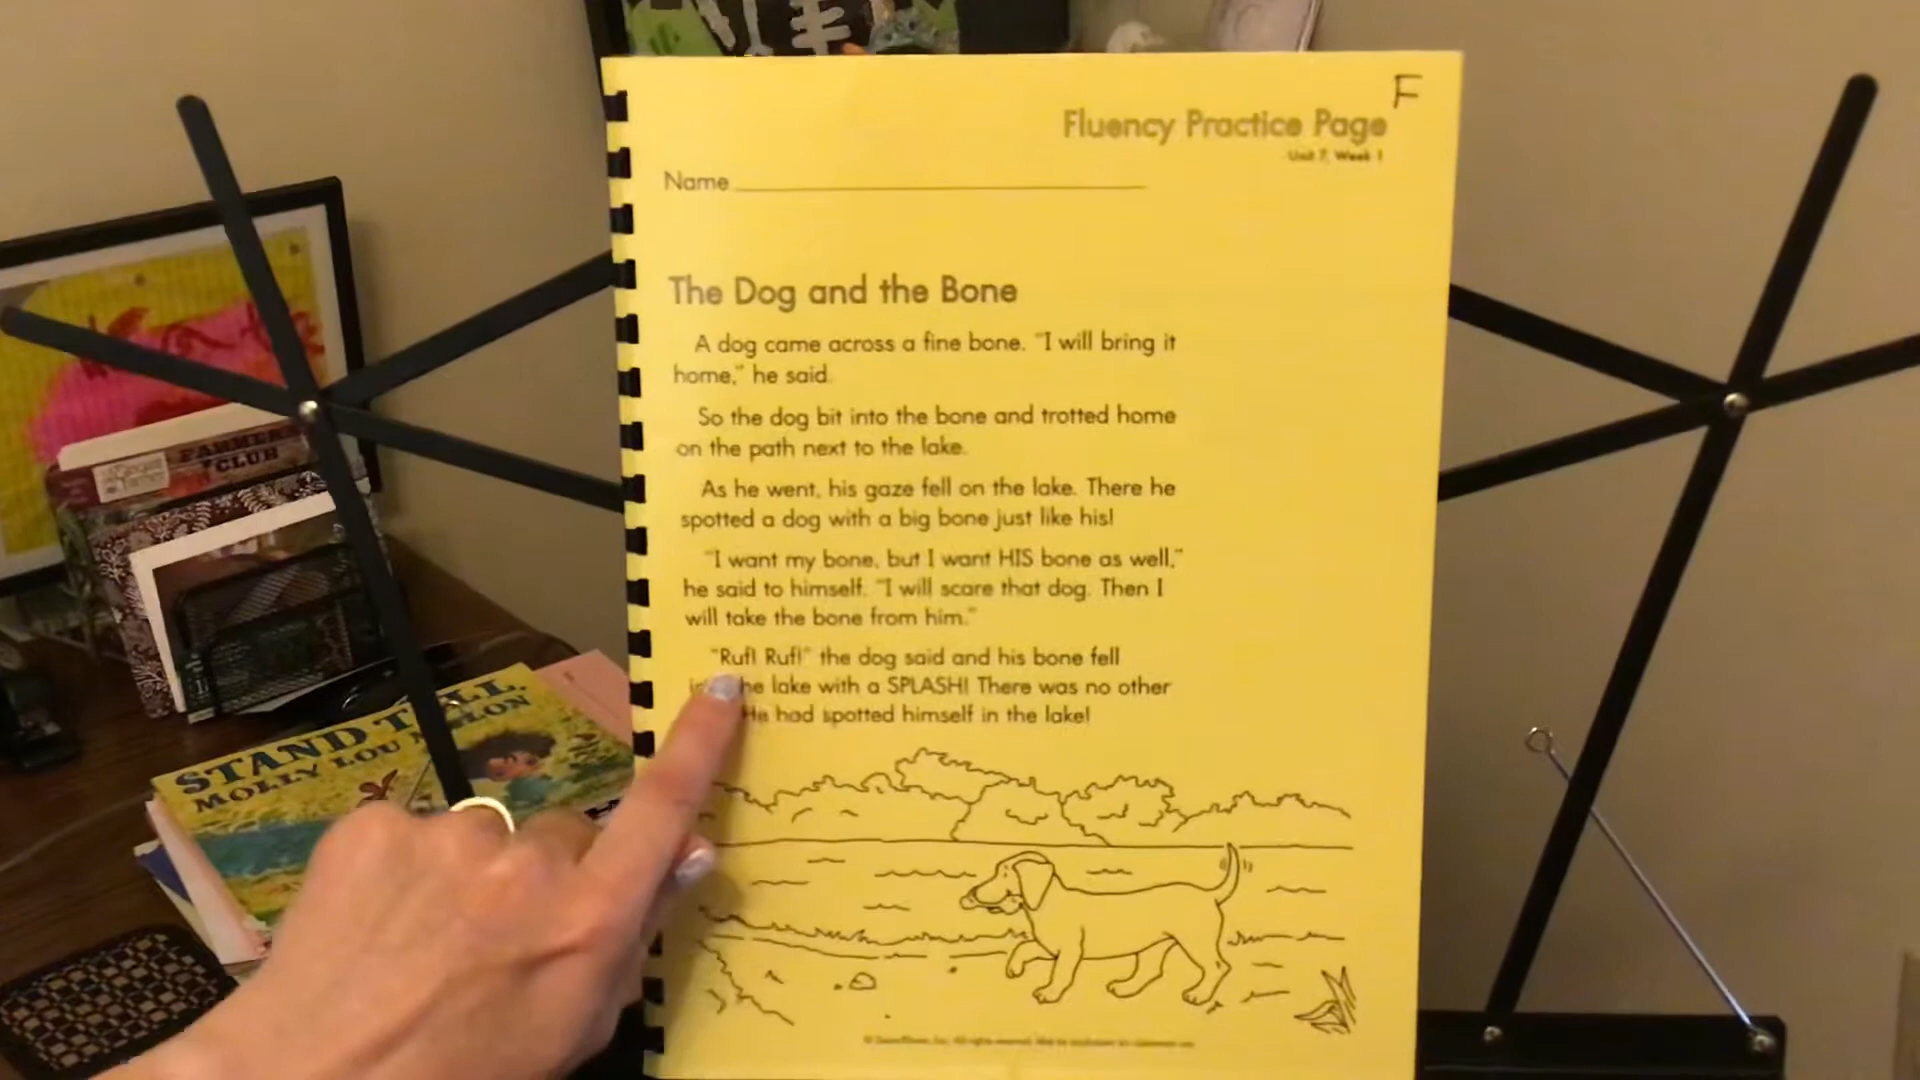 F
Fluency Practice Page
Unit 7, Week 1
Name
The Dog and the Bone
A dog came across a fine bone. "I will bring it
home," he said.
So the dog bit into the bone and trotted home
on the path next to the lake.
As he went, his gaze fell on the lake. There he
spotted a dog with a big bone just like his!
"I want my bone, but I want HIS bone as well,"
he said to himself. "I will scare that dog. Then I
will take the bone from him."
"Ruf! Ruf!" the dog said and his bone fell
he lake with a SPLASH! There was no other
He had spotted himself in the lake!
FARMER'S
CLUB
STAND TALL,
MOLLY LOU MELON